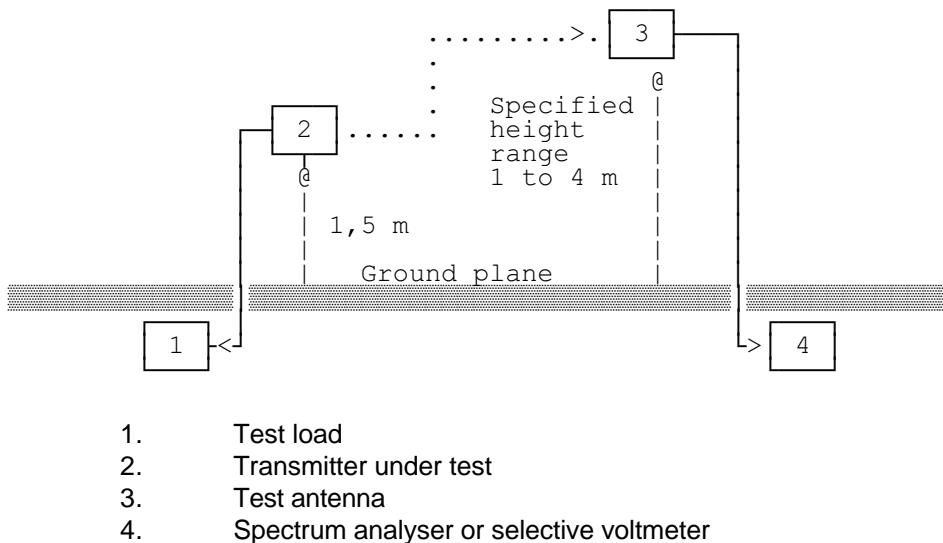 3
@
Specified
2
height
range
@
1 to 4 m
1,5 m
Ground plane
1
4
1. Test load
2. Transmitter under test
3. Test antenna
4. Spectrum analyser or selective voltmeter